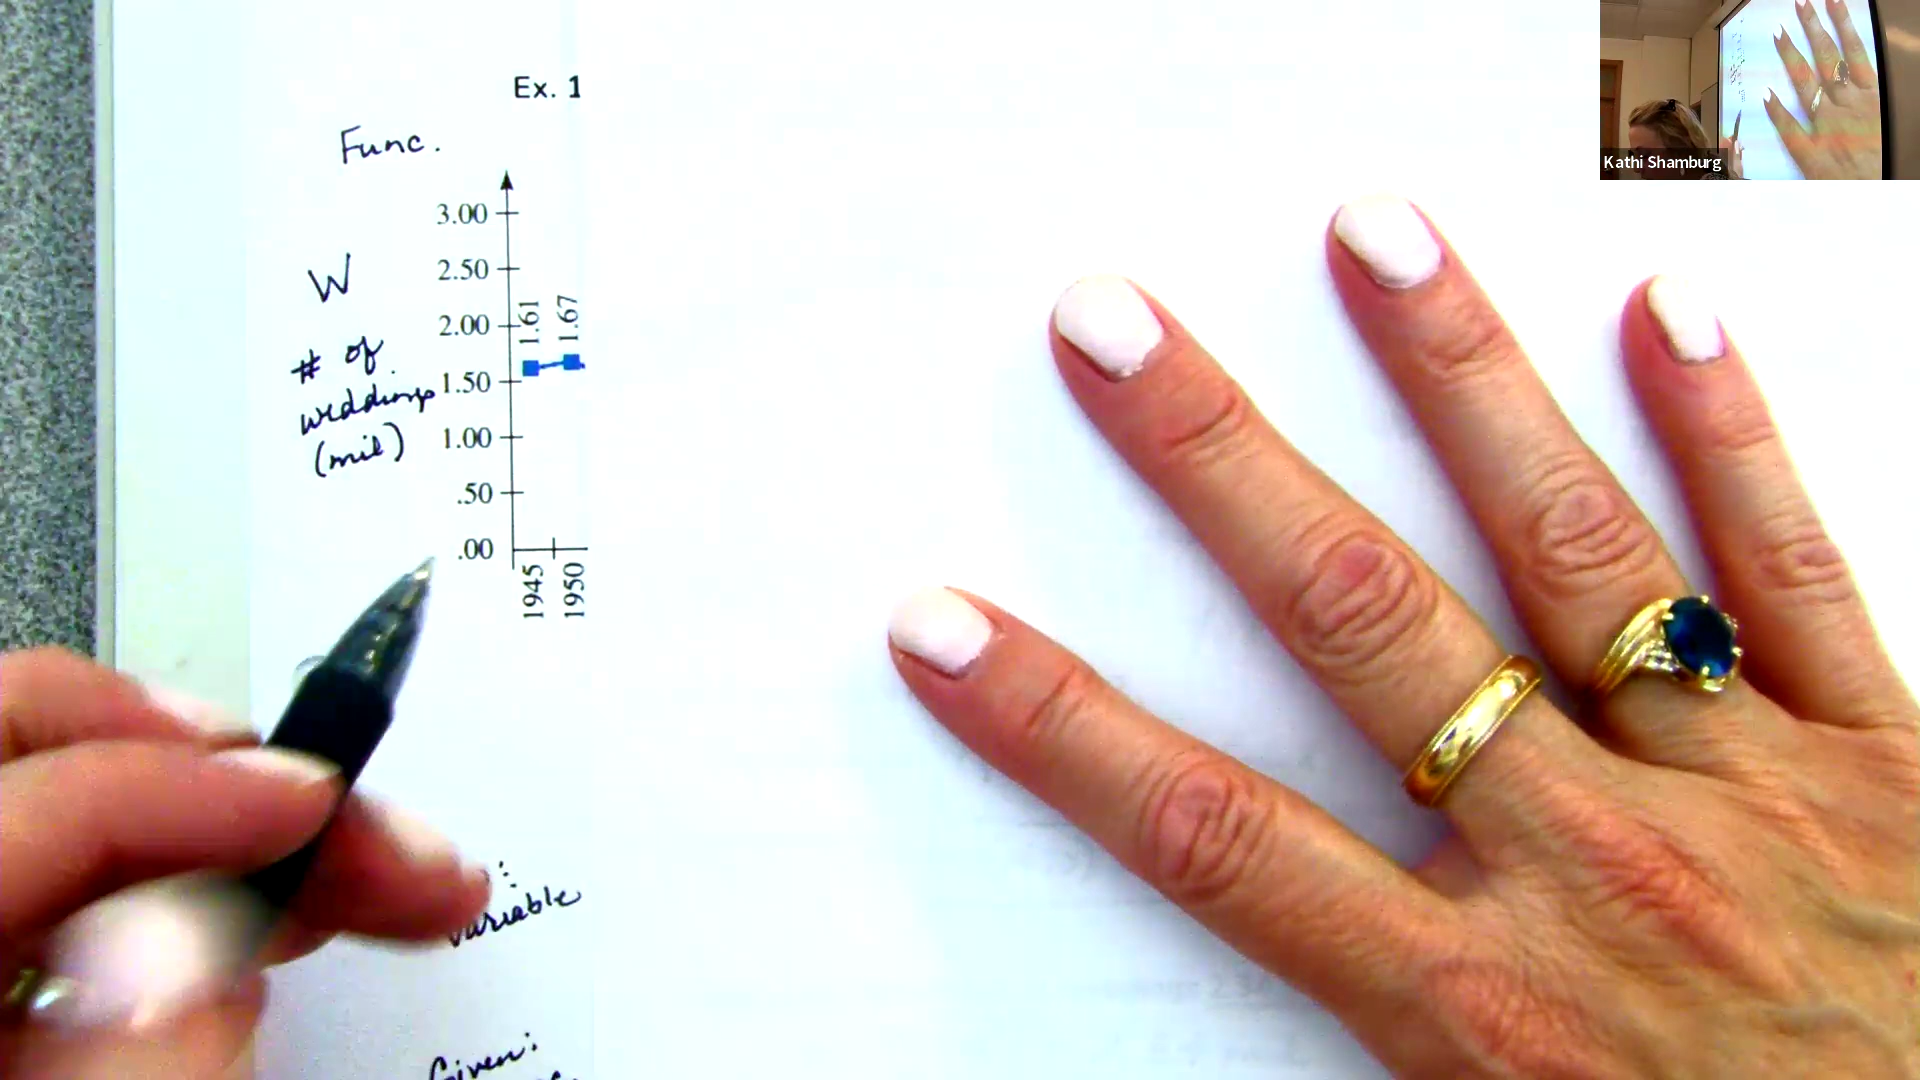 Ex. 1
Func.
3.00
W
2.50
1.61
1.67
2.00
# of
weddings
(mil)
1.50
1.00
.50
.00
1945
1950
variable
Given:
Kathi Shamburg